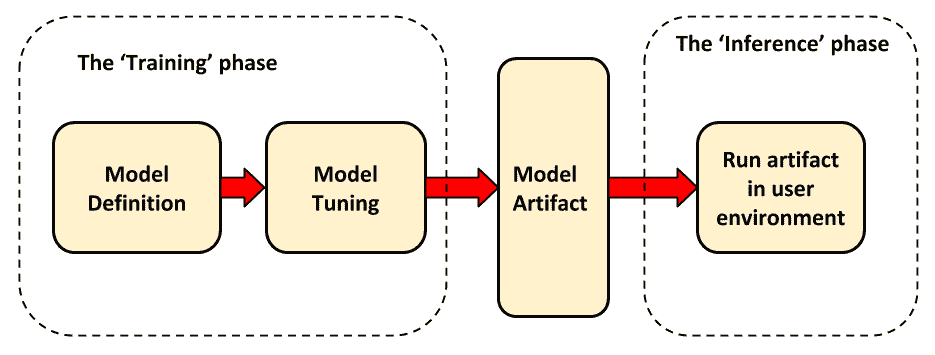 The ‘Training’ phase
The ‘Inference’ phase
Model
Definition
Model
Tuning
Model
Artifact
Run artifact
in user
environment